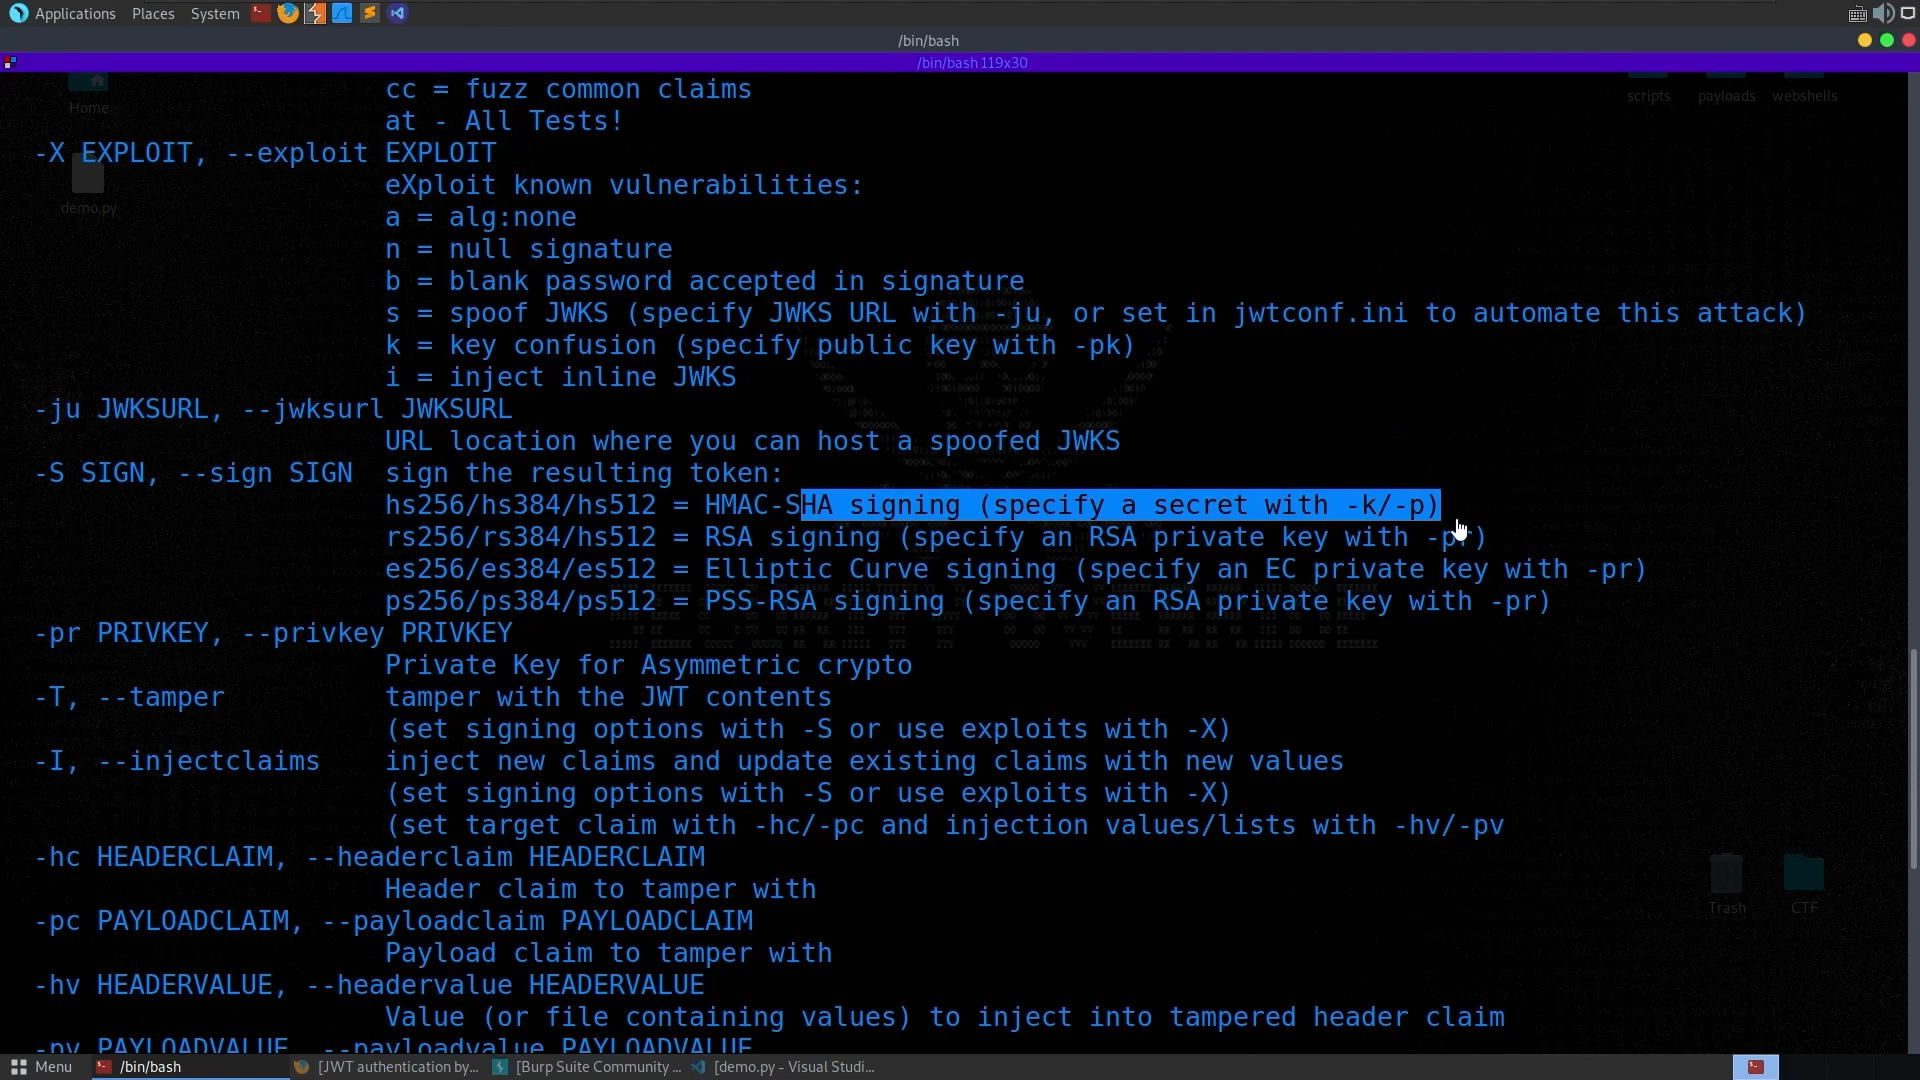 Applications Places System
/bin/bash
/bin/bash 119x30
Home
scripts payloads webshells
demo.py
cc = fuzz common claims
at - All Tests!
-X EXPLOIT, --exploit EXPLOIT
eXploit known vulnerabilities:
a = alg:none
n = null signature
b = blank password accepted in signature
s = spoof JWKS (specify JWKS URL with -ju, or set in jwtconf.ini to automate this attack)
k = key confusion (specify public key with -pk)
i = inject inline JWKS
-ju JWKSURL, --jwksurl JWKSURL
URL location where you can host a spoofed JWKS
-S SIGN, --sign SIGN sign the resulting token:
hs256/hs384/hs512 = HMAC-SHA signing (specify a secret with -k/-p)
rs256/rs384/hs512 = RSA signing (specify an RSA private key with -pr)
es256/es384/es512 = Elliptic Curve signing (specify an EC private key with -pr)
ps256/ps384/ps512 = PSS-RSA signing (specify an RSA private key with -pr)
-pr PRIVKEY, --privkey PRIVKEY
Private Key for Asymmetric crypto
-T, --tamper tamper with the JWT contents
(set signing options with -S or use exploits with -X)
-I, --injectclaims inject new claims and update existing claims with new values
(set signing options with -S or use exploits with -X)
(set target claim with -hc/-pc and injection values/lists with -hv/-pv
-hc HEADERCLAIM, --headerclaim HEADERCLAIM
Header claim to tamper with
-pc PAYLOADCLAIM, --payloadclaim PAYLOADCLAIM
Payload claim to tamper with
-hv HEADERVALUE, --headervalue HEADERVALUE
Value (or file containing values) to inject into tampered header claim
-pv PAYLOADVALUE, --payloadvalue PAYLOADVALUE
Trash CTF
Menu /bin/bash [JWT authentication by... [Burp Suite Community ... [demo.py - Visual Studi...